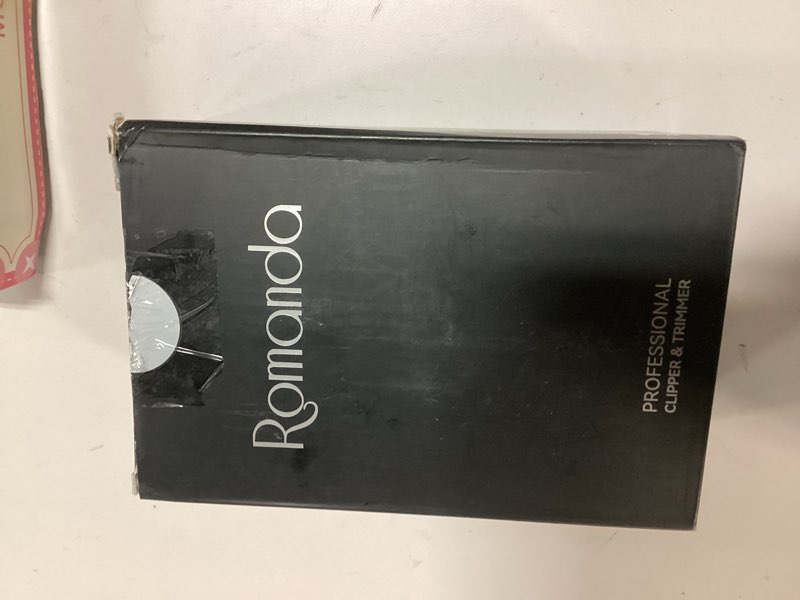 Romanda
PROFESSIONAL
CLIPPER & TRIMMER